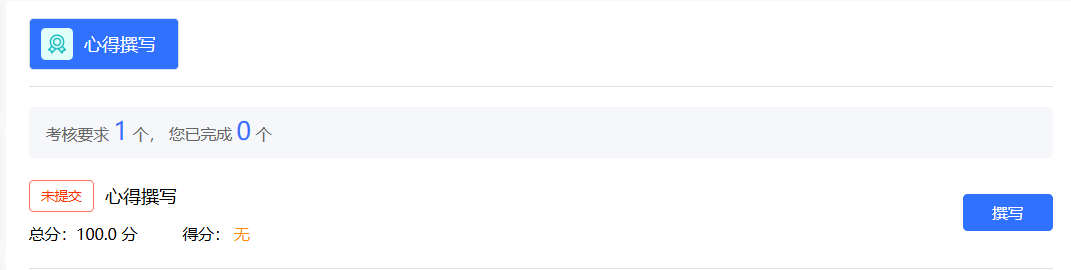 心得撰写
考核要求 1 个， 您已完成 0 个
未提交 心得撰写
撰写
总分：100.0 分 得分： 无